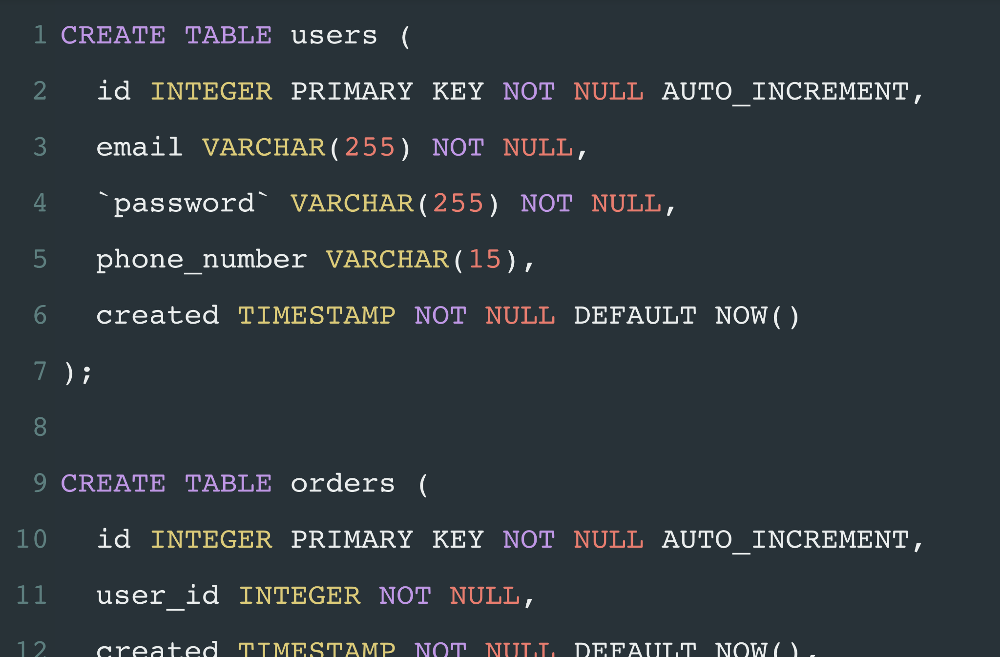 1 CREATE TABLE users (
2   id INTEGER PRIMARY KEY NOT NULL AUTO_INCREMENT,
3   email VARCHAR(255) NOT NULL,
4   `password` VARCHAR(255) NOT NULL,
5   phone_number VARCHAR(15),
6   created TIMESTAMP NOT NULL DEFAULT NOW()
7 );
8
9 CREATE TABLE orders (
10   id INTEGER PRIMARY KEY NOT NULL AUTO_INCREMENT,
11   user_id INTEGER NOT NULL,
12   created TIMESTAMP NOT NULL DEFAULT NOW(),